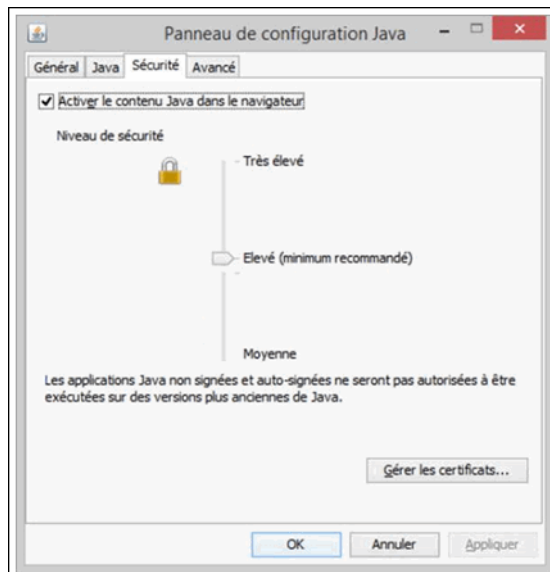 Panneau de configuration Java
Général Java Sécurité Avancé
Activer le contenu Java dans le navigateur
Niveau de sécurité
Très élevé
Elevé (minimum recommandé)
Moyenne
Les applications Java non signées et auto-signées ne seront pas autorisées à être
exécutées sur des versions plus anciennes de Java.
Gérer les certificats...
OK Annuler Appliquer